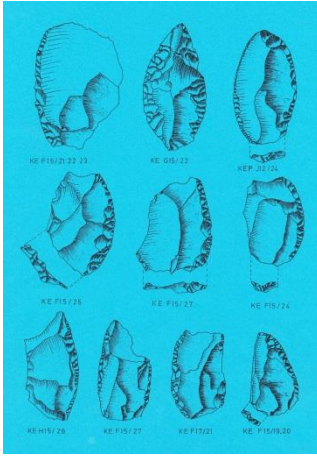 KE F15/21 22 23
KE G15/22
KEP J12/24
KE F15/26
KE F15/27
KE F15/24
KE H15/28
KE F15/27
KE F17/21
KE F15/19,20